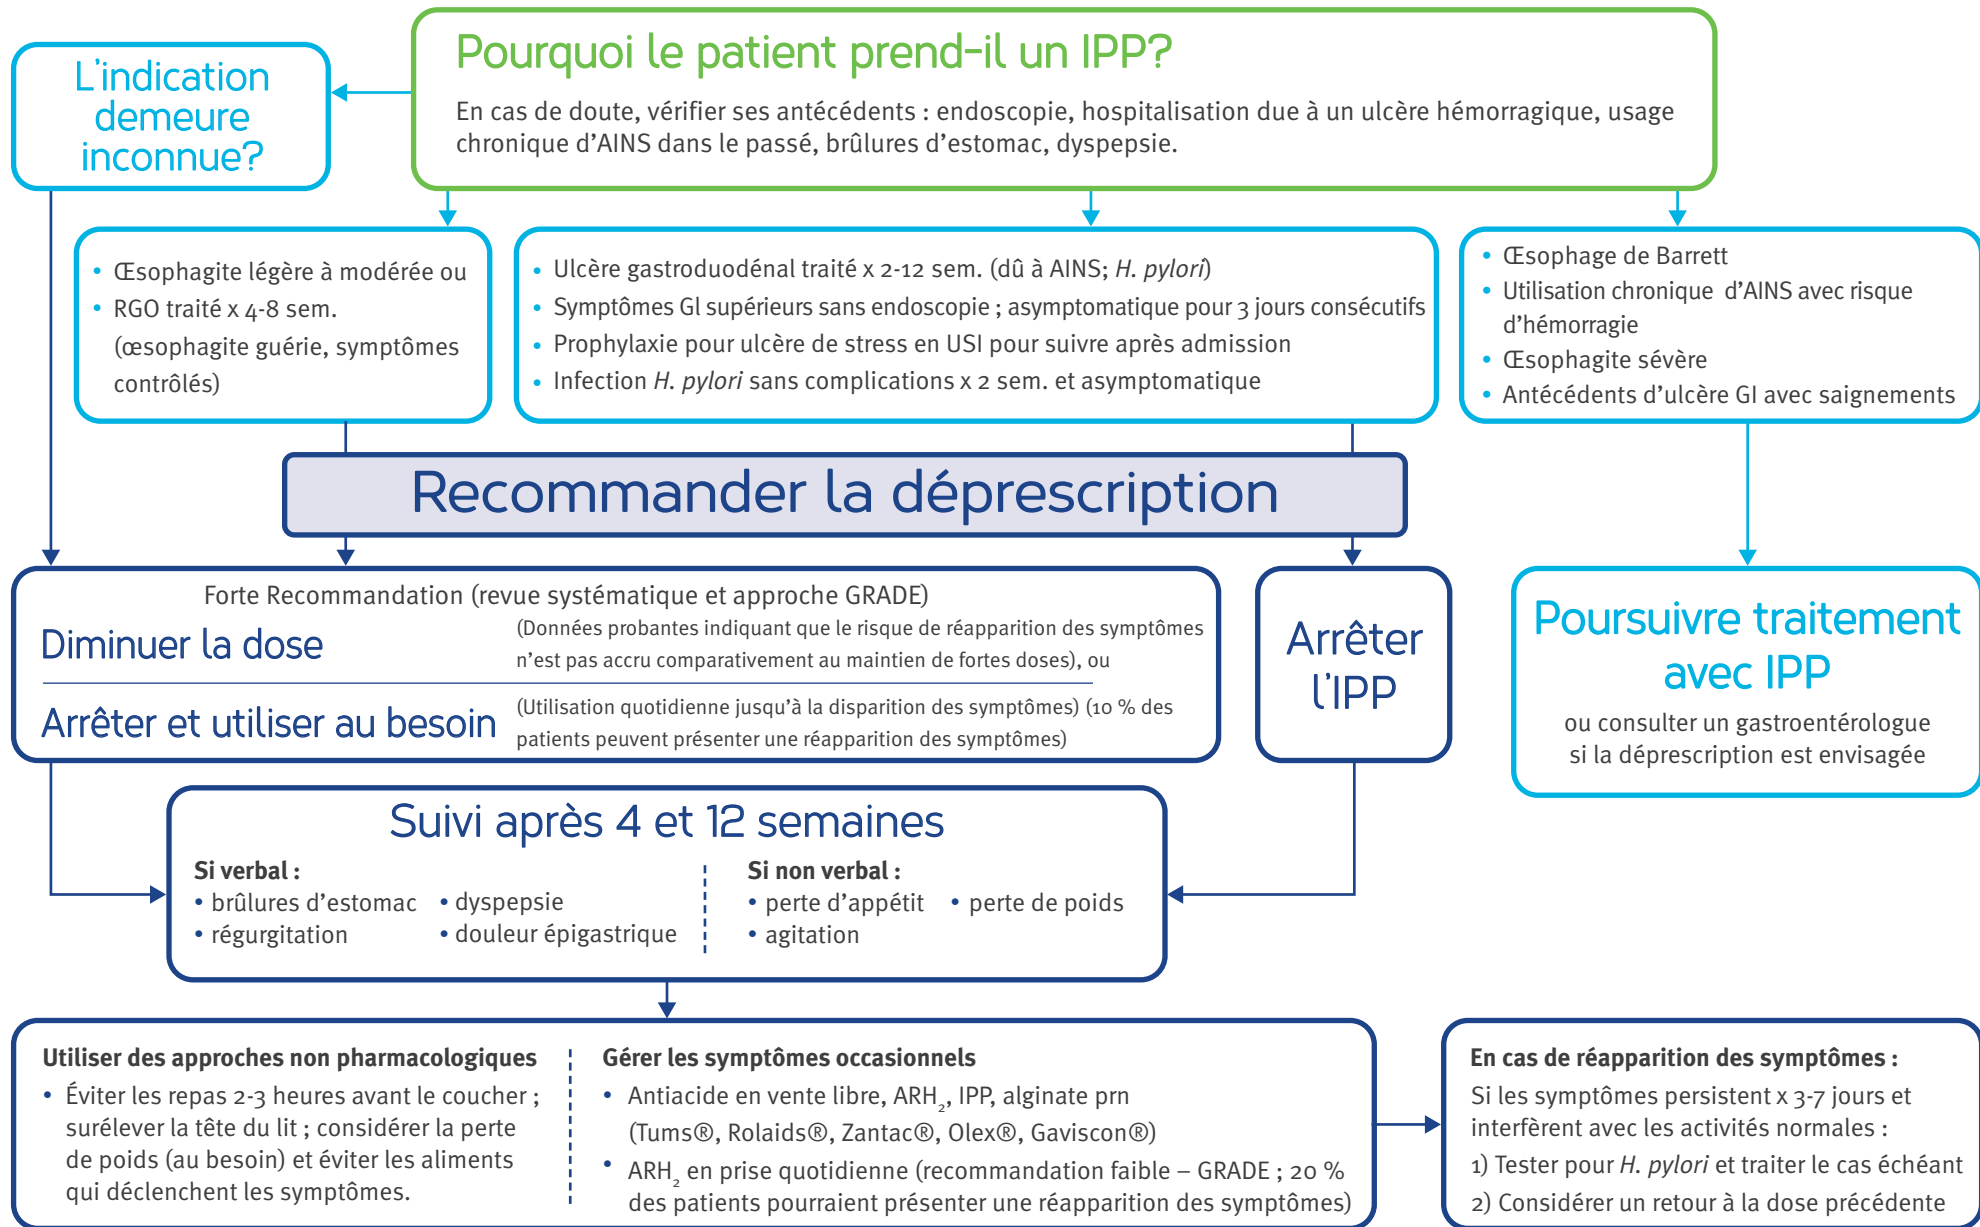 Pourquoi le patient prend-il un IPP?
En cas de doute, vérifier ses antécédents : endoscopie, hospitalisation due à un ulcère hémorragique, usage
chronique d'AINS dans le passé, brûlures d'estomac, dyspepsie.
L'indication
demeure
inconnue?
• Œsophagite légère à modérée ou
• RGO traité x 4-8 sem.
(œsophagite guérie, symptômes
contrôlés)
• Ulcère gastroduodénal traité x 2-12 sem. (dû à AINS; H. pylori)
• Symptômes GI supérieurs sans endoscopie ; asymptomatique pour 3 jours consécutifs
• Prophylaxie pour ulcère de stress en USI pour suivre après admission
• Infection H. pylori sans complications x 2 sem. et asymptomatique
• Œsophage de Barrett
• Utilisation chronique d'AINS avec risque
d'hémorragie
• Œsophagite sévère
• Antécédents d'ulcère GI avec saignements
Recommander la déprescription
Forte Recommandation (revue systématique et approche GRADE)
Diminuer la dose
(Données probantes indiquant que le risque de réapparition des symptômes
n'est pas accru comparativement au maintien de fortes doses), ou
Arrêter et utiliser au besoin
(Utilisation quotidienne jusqu'à la disparition des symptômes) (10 % des
patients peuvent présenter une réapparition des symptômes)
Arrêter
l'IPP
Poursuivre traitement
avec IPP
ou consulter un gastroentérologue
si la déprescription est envisagée
Suivi après 4 et 12 semaines
Si verbal :
• brûlures d'estomac • dyspepsie
• régurgitation • douleur épigastrique
Si non verbal :
• perte d'appétit • perte de poids
• agitation
Utiliser des approches non pharmacologiques
• Éviter les repas 2-3 heures avant le coucher ;
surélever la tête du lit ; considérer la perte
de poids (au besoin) et éviter les aliments
qui déclenchent les symptômes.
Gérer les symptômes occasionnels
• Antiacide en vente libre, ARH₂, IPP, alginate prn
(Tums®, Rolaids®, Zantac®, Olex®, Gaviscon®)
• ARH₂ en prise quotidienne (recommandation faible – GRADE ; 20 %
des patients pourraient présenter une réapparition des symptômes)
En cas de réapparition des symptômes :
Si les symptômes persistent x 3-7 jours et
interfèrent avec les activités normales :
1) Tester pour H. pylori et traiter le cas échéant
2) Considérer un retour à la dose précédente